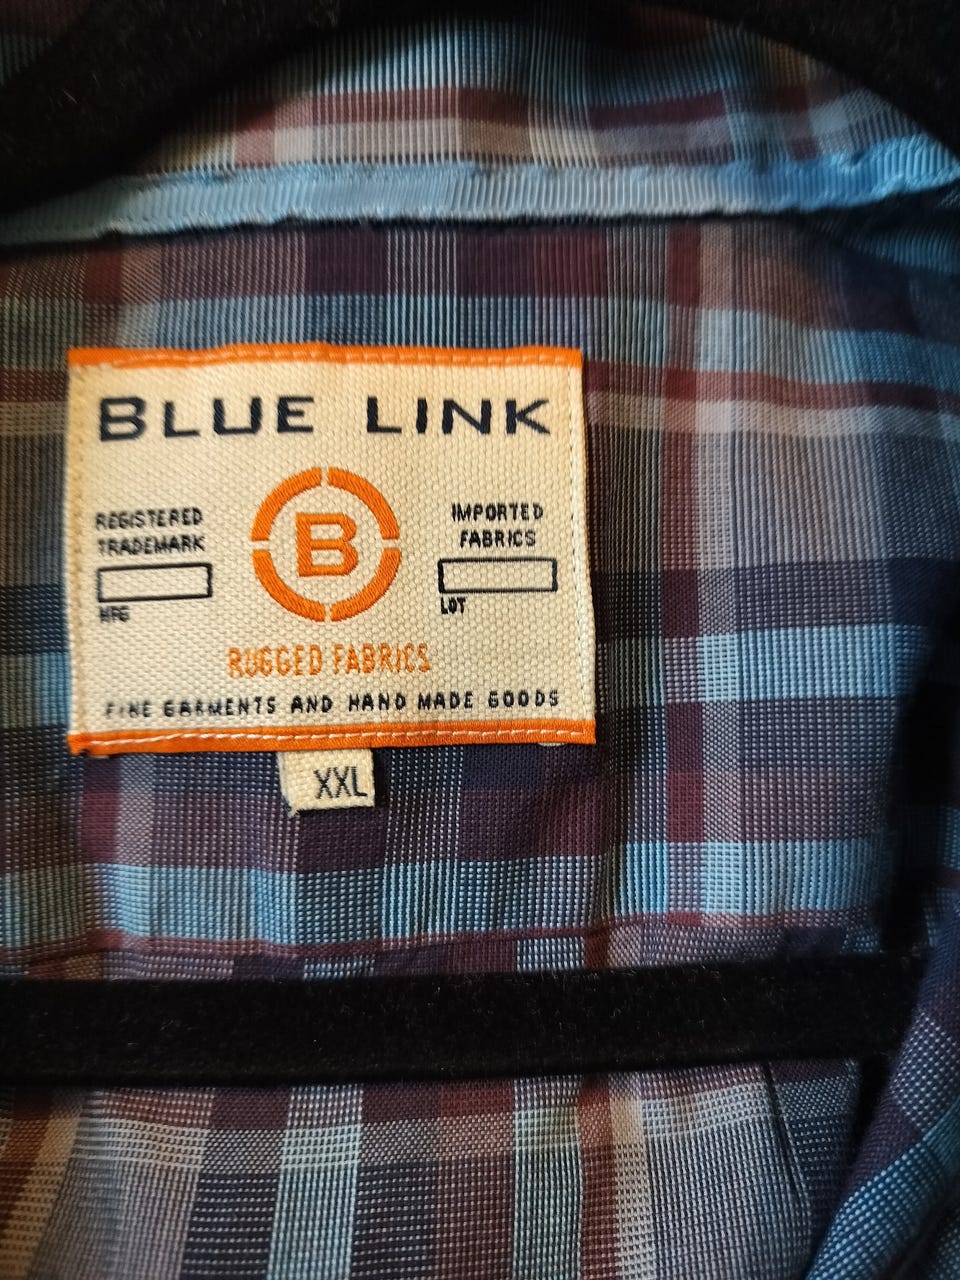 BLUE LINK
REGISTERED
TRADEMARK
MFG
B
IMPORTED
FABRICS
LOT
RUGGED FABRICS
FINE GARMENTS AND HAND MADE GOODS
XXL